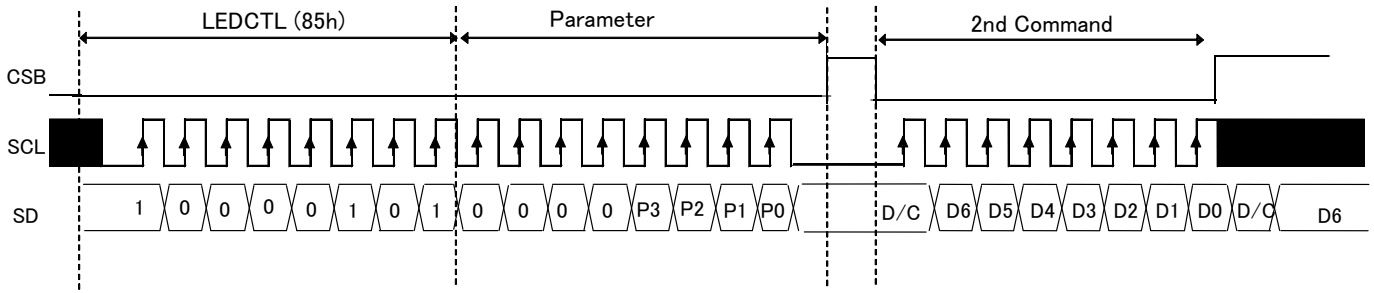 LEDCTL (85h) Parameter 2nd Command
CSB
SCL
SD 1 0 0 0 0 1 0 1 0 0 0 0 P3 P2 P1 P0 D/C D6 D5 D4 D3 D2 D1 D0 D/C D6